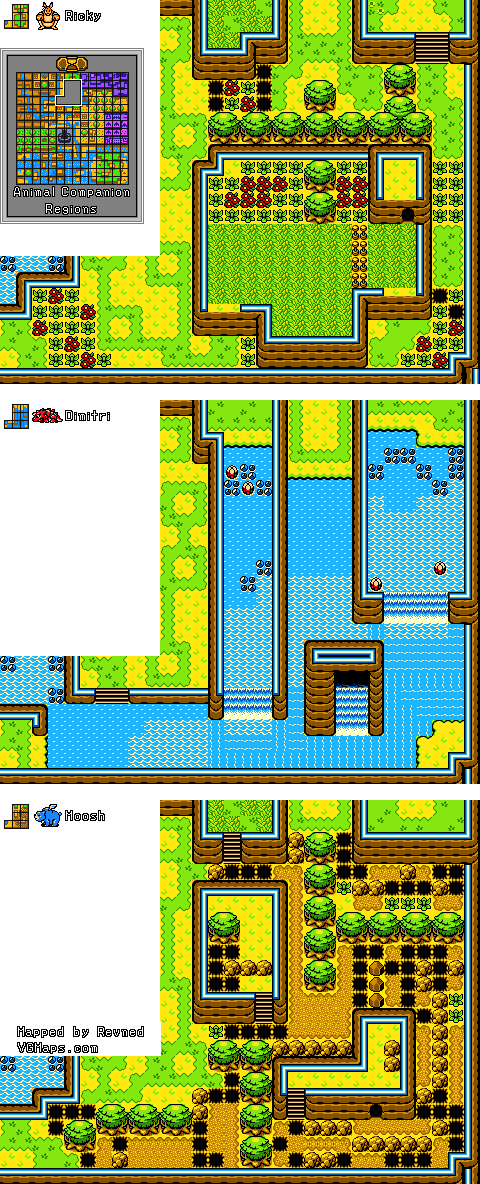 Ricky
Animal Companion
Regions
Dimitri
Moosh
Mapped by Revned
VGMaps.com